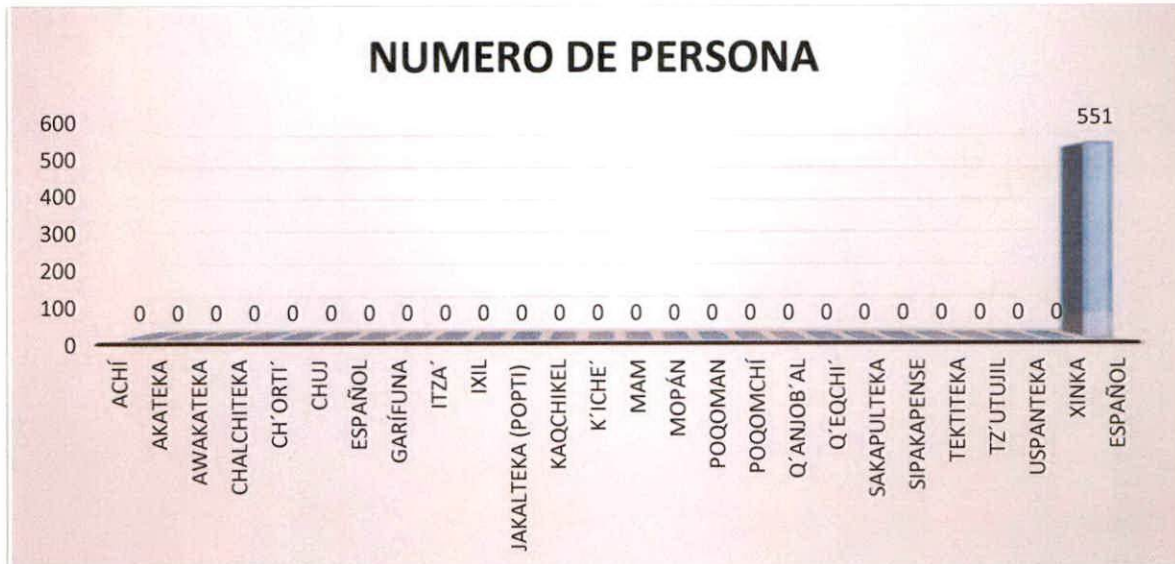 NUMERO DE PERSONA
600
500
400
300
200
100
0
551
0 0 0 0 0 0 0 0 0 0 0 0 0 0 0 0 0 0 0 0 0 0 0 0 0
ACHÍ
AKATEKA
AWAKATEKA
CHALCHITEKA
CH´ORTI´
CHUJ
ESPAÑOL
GARÍFUNA
ITZA´
IXIL
JAKALTEKA (POPTI)
KAQCHIKEL
K´ICHE´
MAM
MOPÁN
POQOMAN
POQOMCHÍ
Q´ANJOB´AL
Q´EQCHI´
SAKAPULTEKA
SIPAKAPENSE
TEKTITEKA
TZ´UTUJIL
USPANTEKA
XINKA
ESPAÑOL